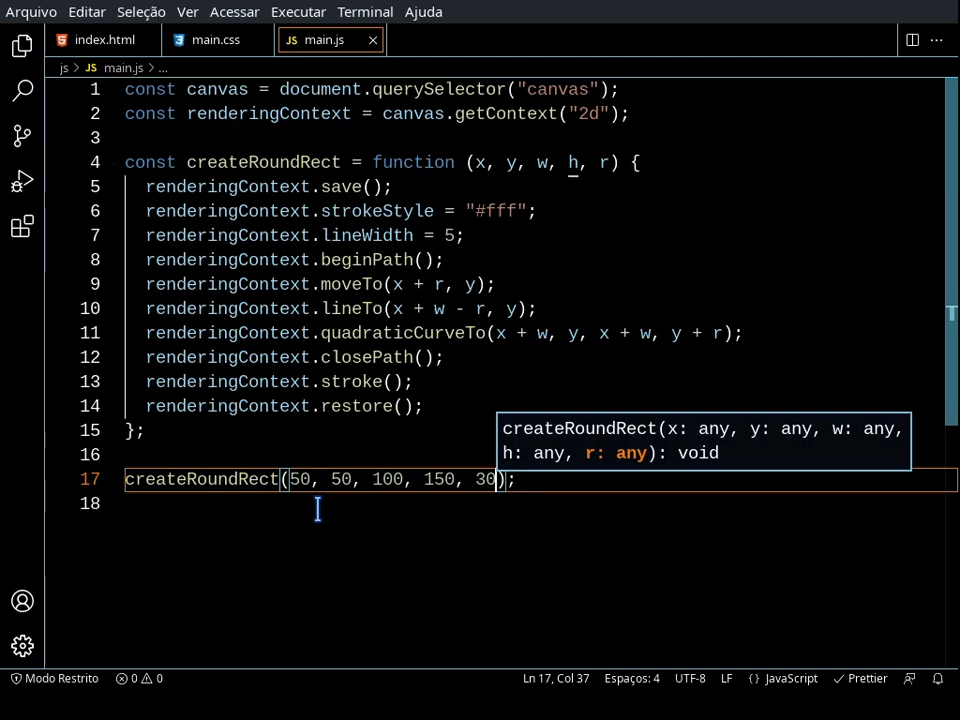 Arquivo Editar Seleção Ver Acessar Executar Terminal Ajuda
index.html main.css JS main.js
js > JS main.js > ...
1 const canvas = document.querySelector("canvas");
2 const renderingContext = canvas.getContext("2d");
3
4 const createRoundRect = function (x, y, w, h, r) {
5 renderingContext.save();
6 renderingContext.strokeStyle = "#fff";
7 renderingContext.lineWidth = 5;
8 renderingContext.beginPath();
9 renderingContext.moveTo(x + r, y);
10 renderingContext.lineTo(x + w - r, y);
11 renderingContext.quadraticCurveTo(x + w, y, x + w, y + r);
12 renderingContext.closePath();
13 renderingContext.stroke();
14 renderingContext.restore();
15 };
16
createRoundRect(x: any, y: any, w: any,
h: any, r: any): void
17 createRoundRect(50, 50, 100, 150, 30);
18
Modo Restrito 0 0 Ln 17, Col 37 Espaços: 4 UTF-8 LF {} JavaScript Prettier